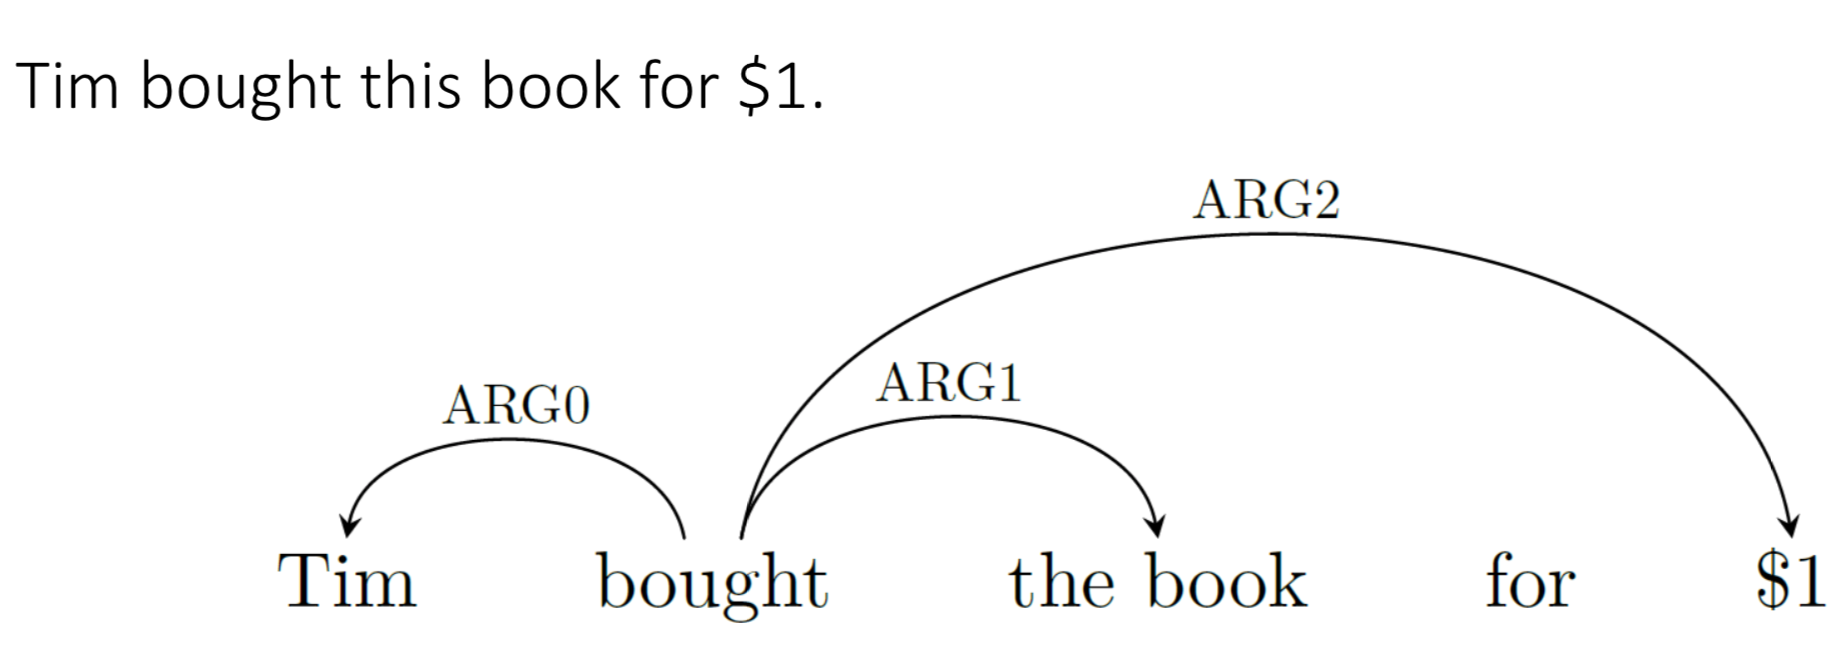 Tim bought this book for $1.
ARG2
ARG1
ARG0
Tim bought the book for $1